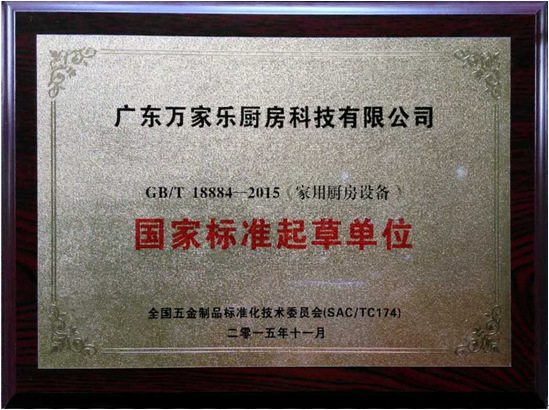 广东万家乐厨房科技有限公司
GB/T 18884—2015《家用厨房设备》
国家标准起草单位
全国五金制品标准化技术委员会(SAC/TC174)
二零一五年十一月